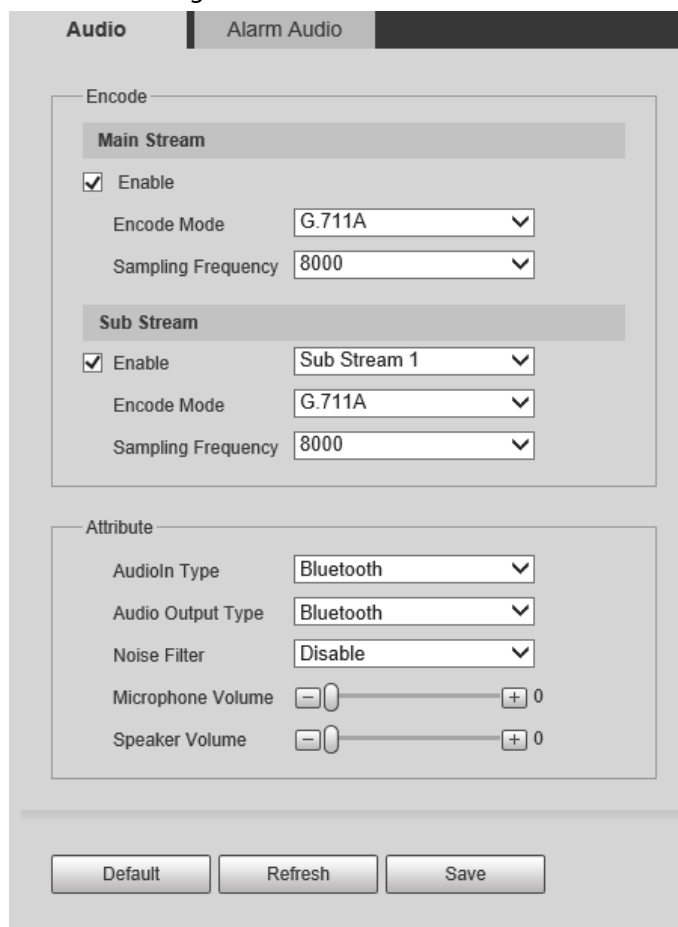 Audio Alarm Audio
Encode
Main Stream
Enable
Encode Mode G.711A
Sampling Frequency 8000
Sub Stream
Enable Sub Stream 1
Encode Mode G.711A
Sampling Frequency 8000
Attribute
AudioIn Type Bluetooth
Audio Output Type Bluetooth
Noise Filter Disable
Microphone Volume 0
Speaker Volume 0
Default Refresh Save